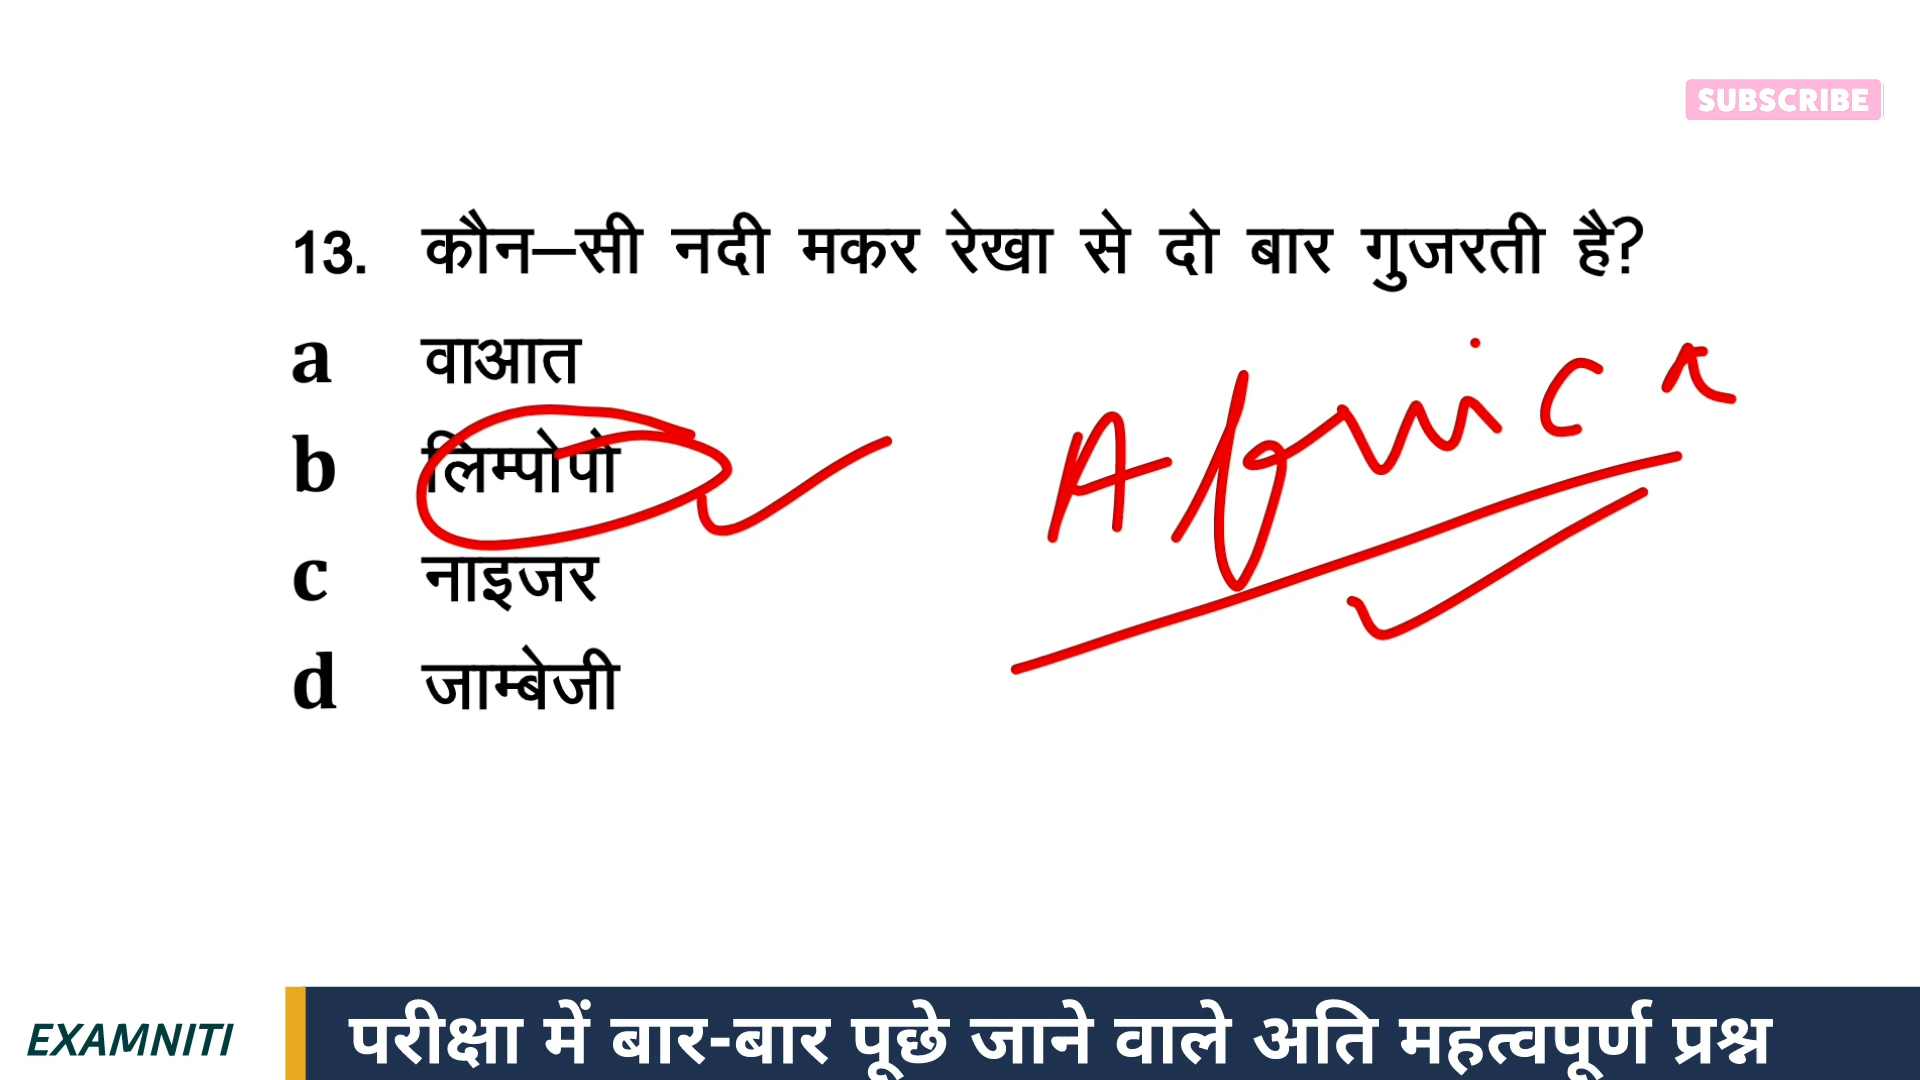 SUBSCRIBE
13. कौन–सी नदी मकर रेखा से दो बार गुजरती है?
a वाआत
b लिम्पोपो
c नाइजर
d जाम्बेजी
Africa
EXAMNITI
परीक्षा में बार-बार पूछे जाने वाले अति महत्वपूर्ण प्रश्न